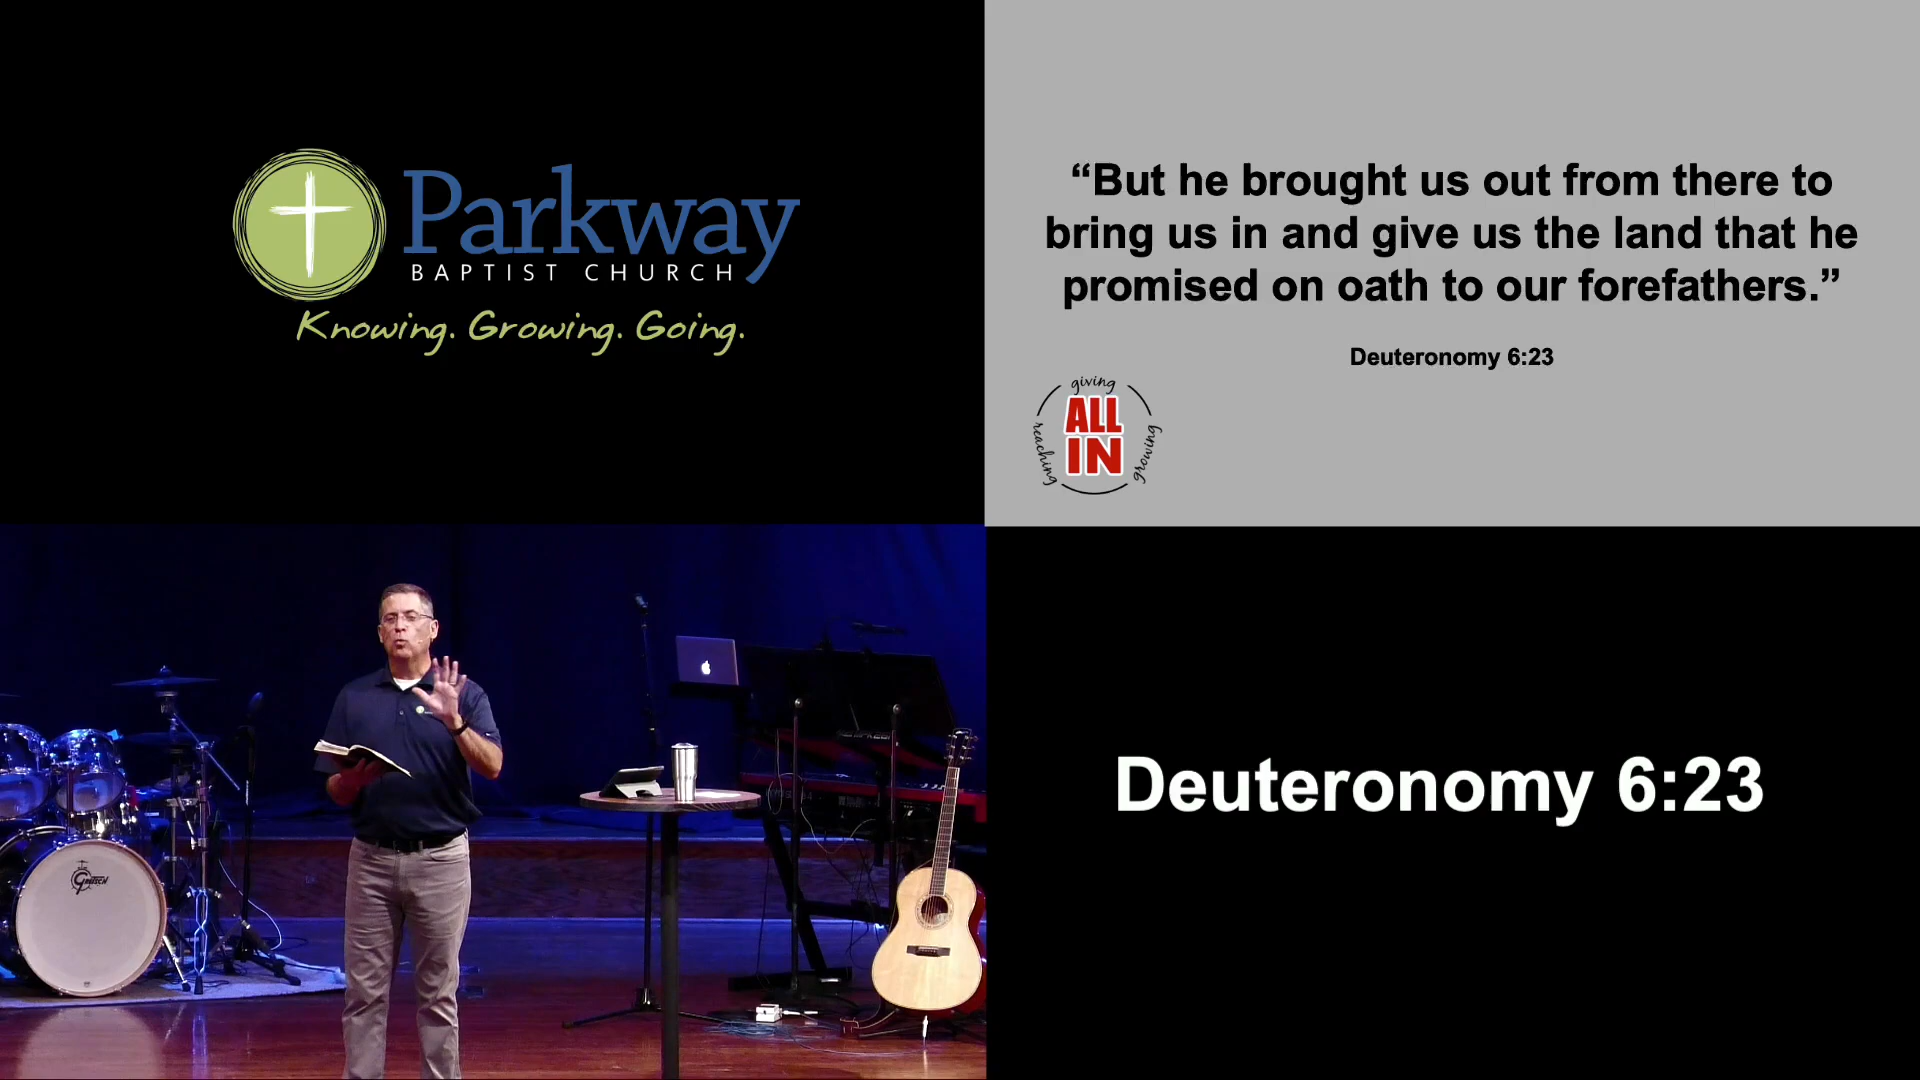 Parkway
BAPTIST CHURCH
Knowing. Growing. Going.
“But he brought us out from there to
bring us in and give us the land that he
promised on oath to our forefathers.”
Deuteronomy 6:23
giving
ALL
IN
reaching
growing
Gretsch
Deuteronomy 6:23